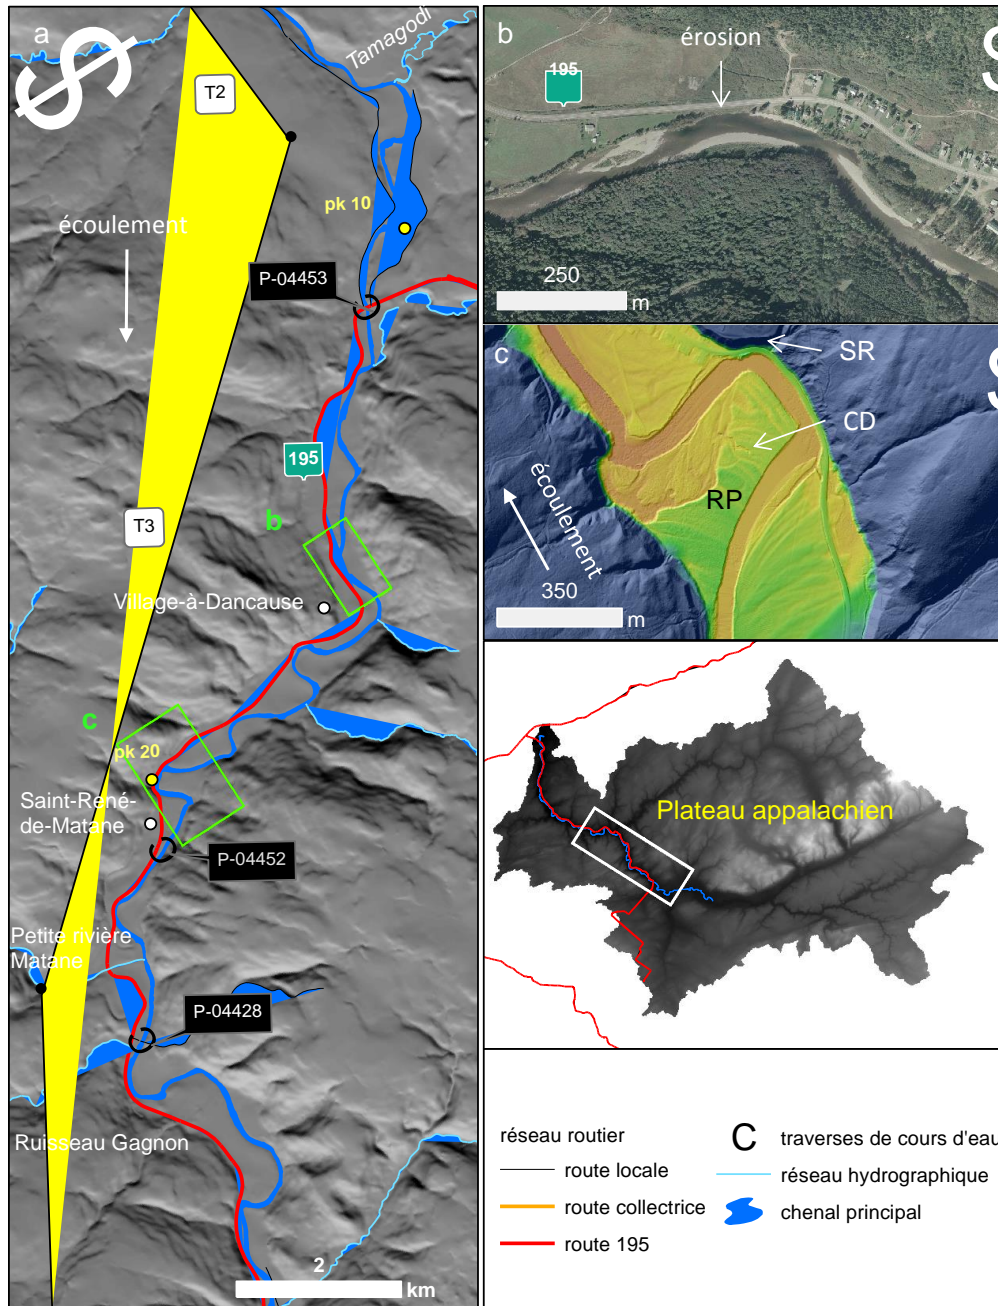 a
Tamagodi
T2
pk 10
écoulement
P-04453
195
T3
b
Village-à-Dancause
c
pk 20
Saint-René-
de-Matane
P-04452
Petite rivière
Matane
P-04428
Ruisseau Gagnon
2
km
b
érosion
195
250
m
c
SR
CD
RP
écoulement
350
m
Plateau appalachien
réseau routier
route locale
route collectrice
route 195
C traverses de cours d'eau
réseau hydrographique
chenal principal